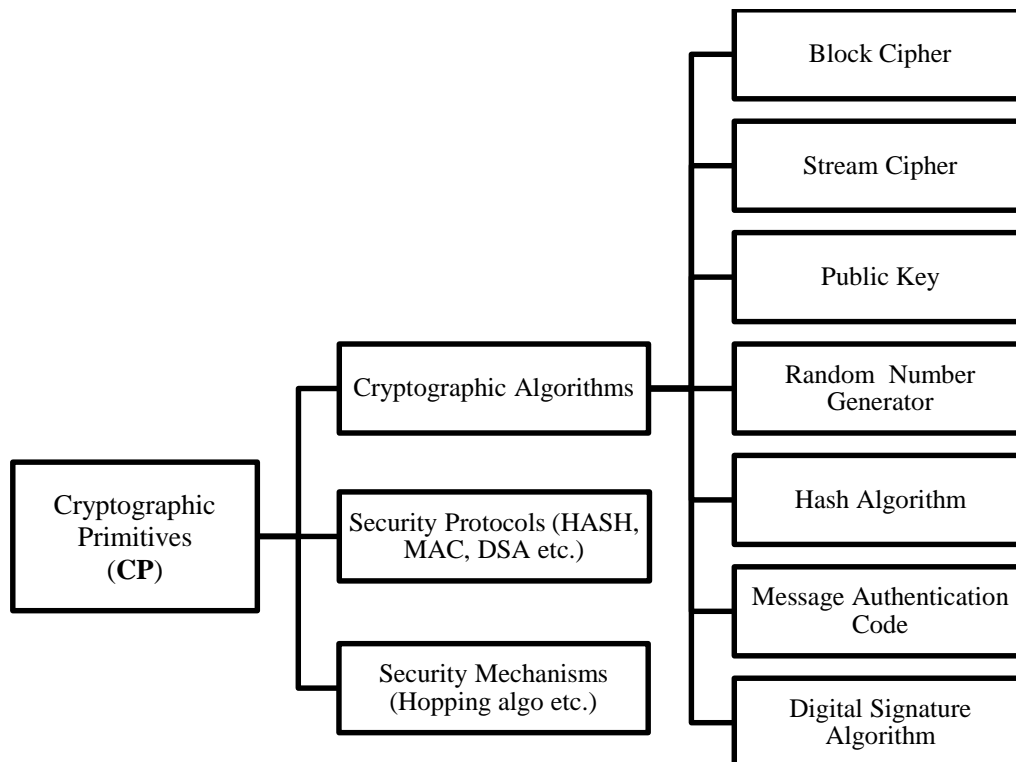 Cryptographic
Primitives
(CP)
Cryptographic Algorithms
Security Protocols (HASH,
MAC, DSA etc.)
Security Mechanisms
(Hopping algo etc.)
Block Cipher
Stream Cipher
Public Key
Random Number
Generator
Hash Algorithm
Message Authentication
Code
Digital Signature
Algorithm